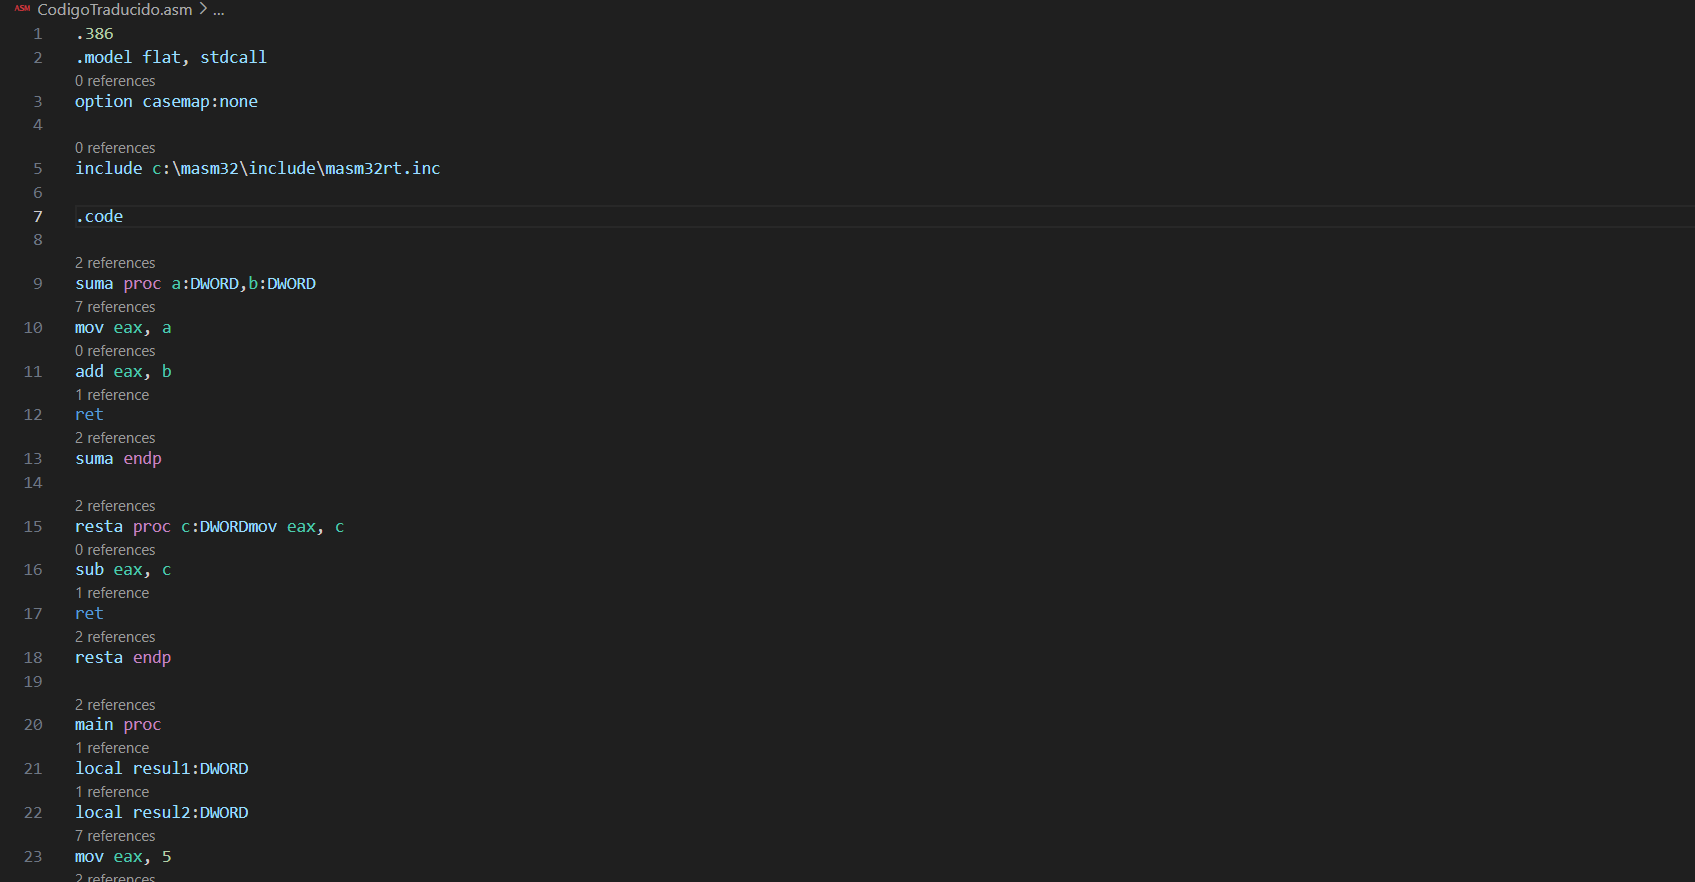 ASM CodigoTraducido.asm > ...
1 .386
2 .model flat, stdcall
0 references
3 option casemap:none
4
0 references
5 include c:\masm32\include\masm32rt.inc
6
7 .code
8
2 references
9 suma proc a:DWORD,b:DWORD
7 references
10 mov eax, a
0 references
11 add eax, b
1 reference
12 ret
2 references
13 suma endp
14
2 references
15 resta proc c:DWORDmov eax, c
0 references
16 sub eax, c
1 reference
17 ret
2 references
18 resta endp
19
2 references
20 main proc
1 reference
21 local resul1:DWORD
1 reference
22 local resul2:DWORD
7 references
23 mov eax, 5
2 references